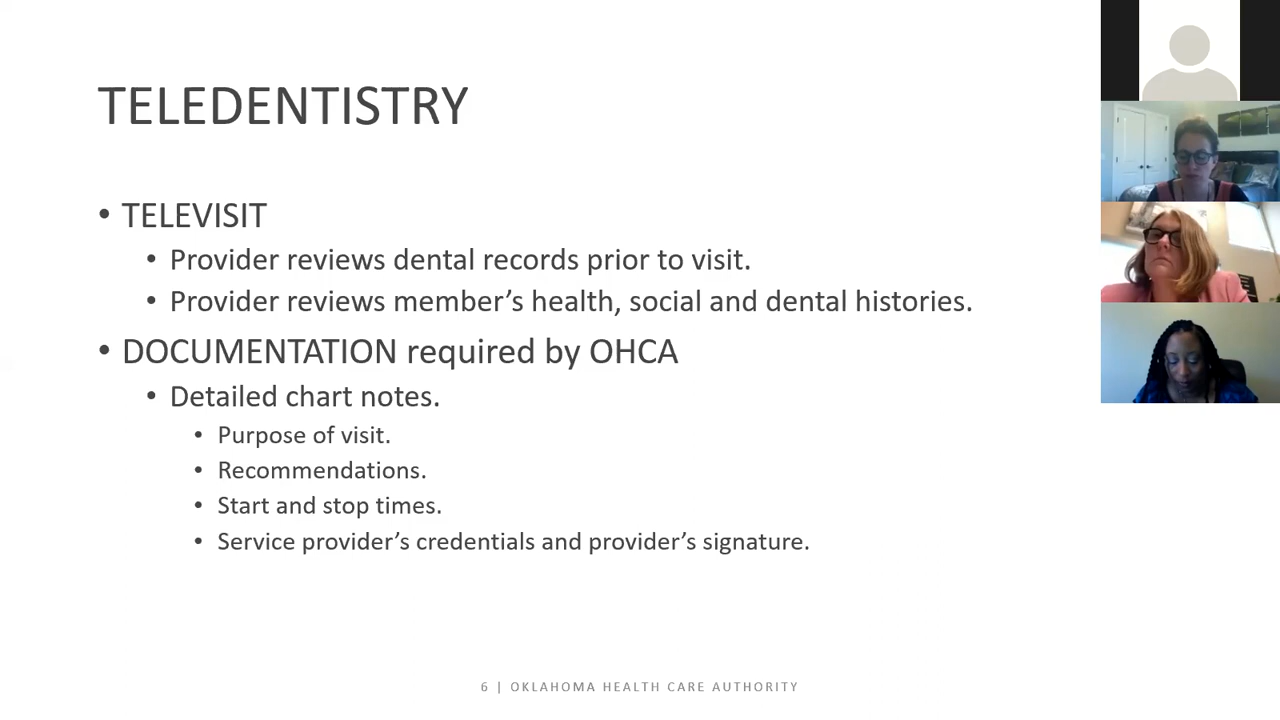 TELEDENTISTRY
• TELEVISIT
• Provider reviews dental records prior to visit.
• Provider reviews member’s health, social and dental histories.
• DOCUMENTATION required by OHCA
• Detailed chart notes.
• Purpose of visit.
• Recommendations.
• Start and stop times.
• Service provider’s credentials and provider’s signature.
6 | OKLAHOMA HEALTH CARE AUTHORITY